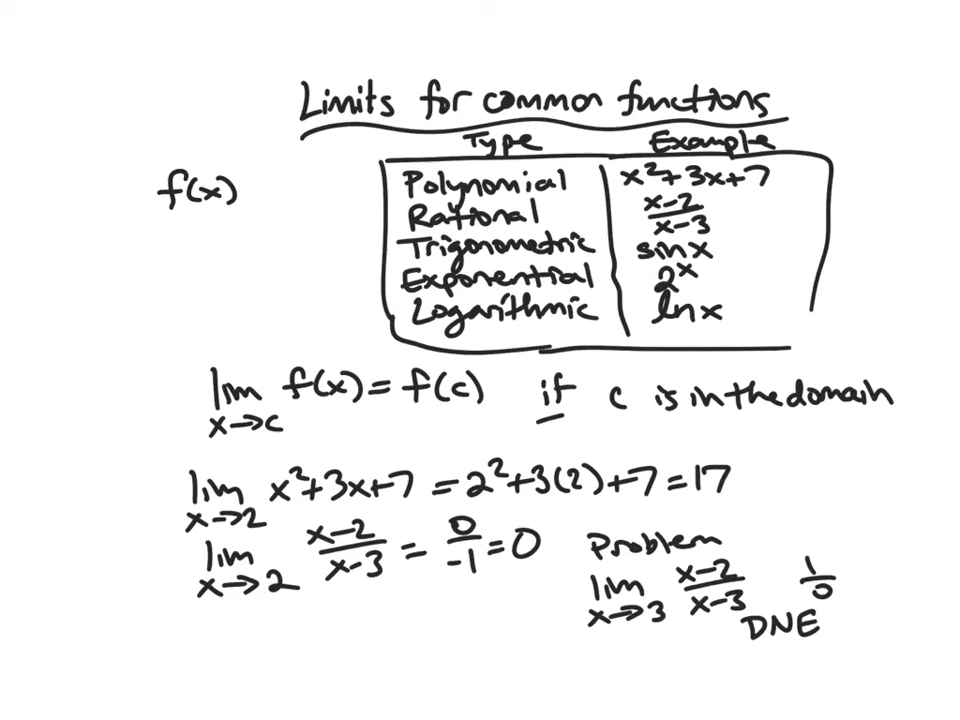 Limits for common functions
Type Example
f(x)
Polynomial x²+3x+7
Rational x-2/x-3
Trigonometric sin x
Exponential 2ˣ
Logarithmic ln x
lim x→c f(x) = f(c) if c is in the domain
lim x→2 x²+3x+7 = 2²+3(2)+7 = 17
lim x→2 x-2/x-3 = 0/-1 = 0
Problem
lim x→3 x-2/x-3 1/0
DNE